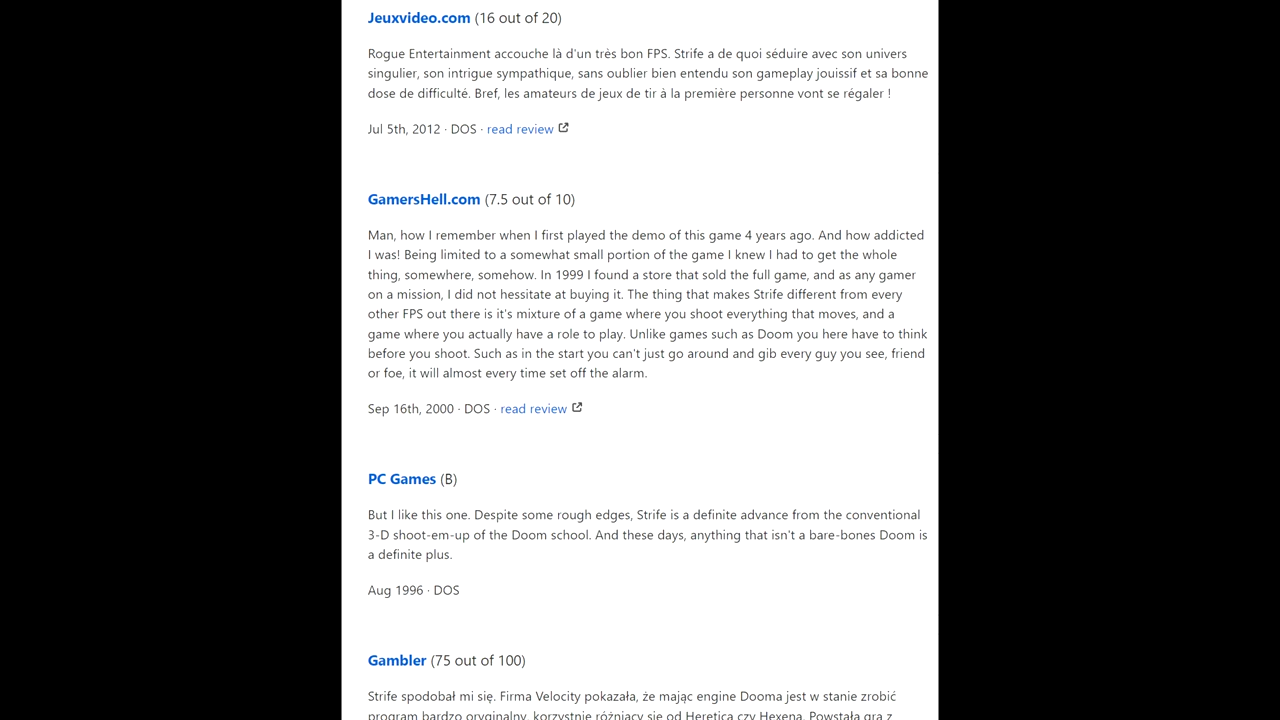 Jeuxvideo.com (16 out of 20)
Rogue Entertainment accouche là d'un très bon FPS. Strife a de quoi séduire avec son univers
singulier, son intrigue sympathique, sans oublier bien entendu son gameplay jouissif et sa bonne
dose de difficulté. Bref, les amateurs de jeux de tir à la première personne vont se régaler !
Jul 5th, 2012 · DOS · read review
GamersHell.com (7.5 out of 10)
Man, how I remember when I first played the demo of this game 4 years ago. And how addicted
I was! Being limited to a somewhat small portion of the game I knew I had to get the whole
thing, somewhere, somehow. In 1999 I found a store that sold the full game, and as any gamer
on a mission, I did not hessitate at buying it. The thing that makes Strife different from every
other FPS out there is it's mixture of a game where you shoot everything that moves, and a
game where you actually have a role to play. Unlike games such as Doom you here have to think
before you shoot. Such as in the start you can't just go around and gib every guy you see, friend
or foe, it will almost every time set off the alarm.
Sep 16th, 2000 · DOS · read review
PC Games (B)
But I like this one. Despite some rough edges, Strife is a definite advance from the conventional
3-D shoot-em-up of the Doom school. And these days, anything that isn't a bare-bones Doom is
a definite plus.
Aug 1996 · DOS
Gambler (75 out of 100)
Strife spodobał mi się. Firma Velocity pokazała, że mając engine Dooma jest w stanie zrobić
program bardzo oryginalny, korzystnie różniący się od Heretica czy Hexena. Powstała gra z